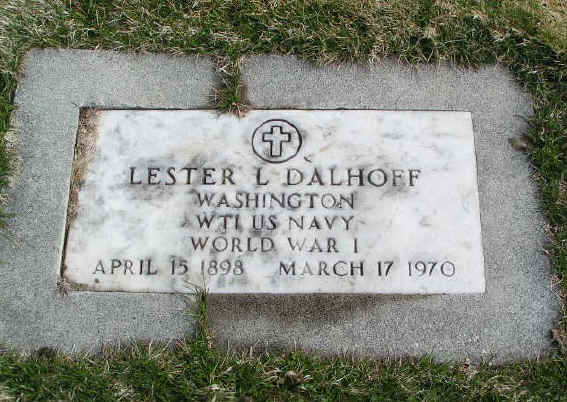 LESTER L DALHOFF
WASHINGTON
WT1 US NAVY
WORLD WAR I
APRIL 15 1898 MARCH 17 1970